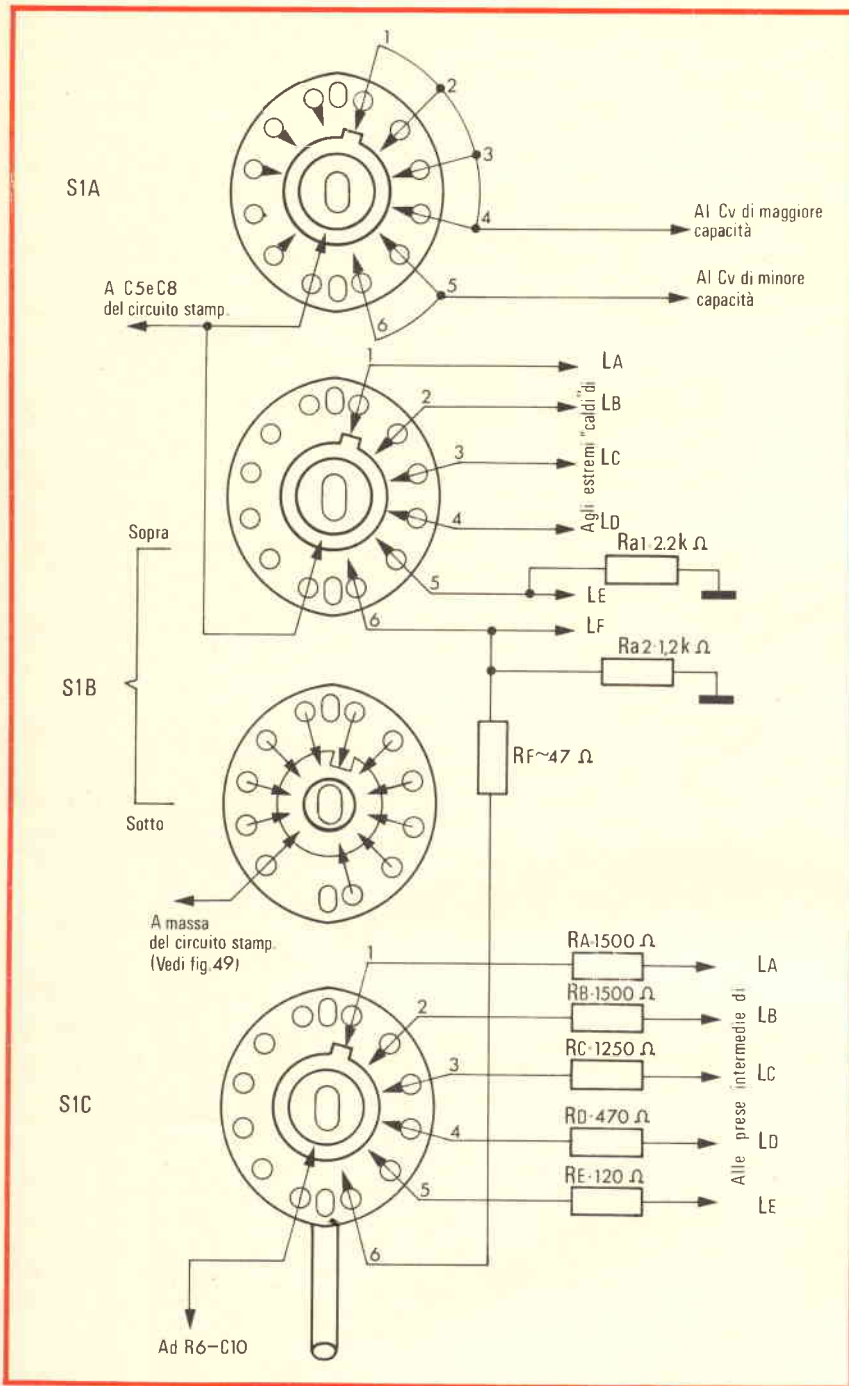 1
2
3
4
5
6
S1A
Al Cv di maggiore
capacità
Al Cv di minore
capacità
A C5 e C8
del circuito stamp.
1
2
3
4
5
6
LA
LB
LC
LD
Agli estremi "caldi" di
Ra1-2.2k Ω
LE
LF
Ra2-1,2k Ω
RF~47 Ω
Sopra
S1B
Sotto
A massa
del circuito stamp.
(Vedi fig.49)
1
2
3
4
5
6
S1C
RA-1500 Ω
RB-1500 Ω
RC-1250 Ω
RD-470 Ω
RE-120 Ω
LA
LB
LC
LD
LE
Alle prese intermedie di
Ad R6-C10